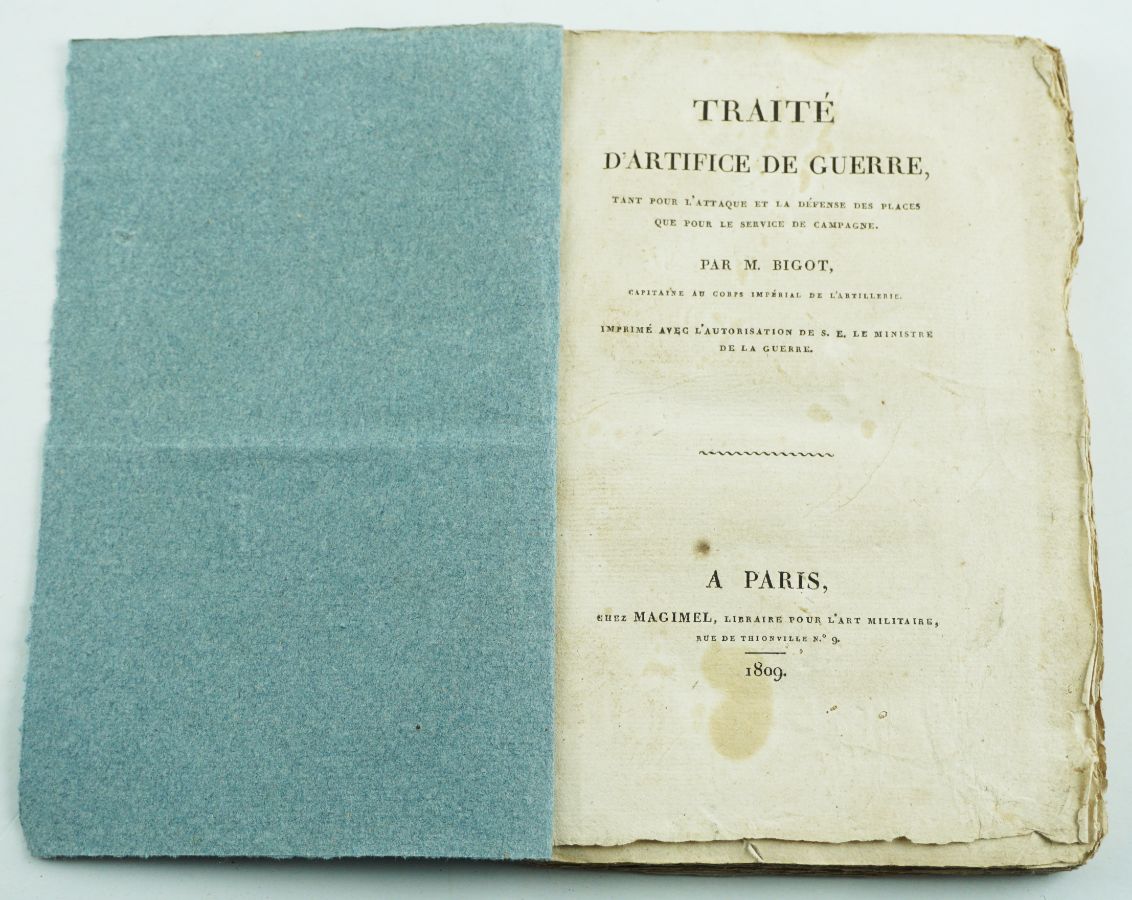 TRAITÉ
D'ARTIFICE DE GUERRE,
TANT POUR L'ATTAQUE ET LA DÉFENSE DES PLACES
QUE POUR LE SERVICE DE CAMPAGNE.
PAR M. BIGOT,
CAPITAINE AU CORPS IMPÉRIAL DE L'ARTILLERIE.
IMPRIMÉ AVEC L'AUTORISATION DE S. E. LE MINISTRE
DE LA GUERRE.
A PARIS,
CHEZ MAGIMEL, LIBRAIRE POUR L'ART MILITAIRE,
RUE DE THIONVILLE N.° 9.
1809.